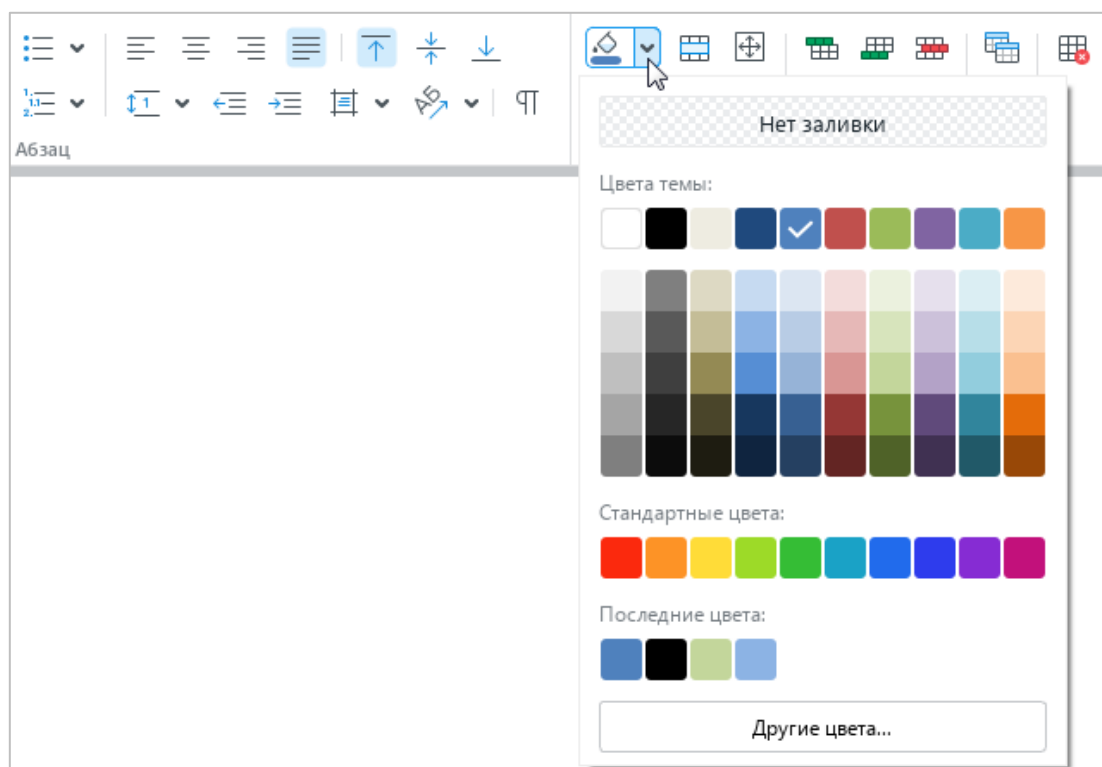 Абзац
Нет заливки
Цвета темы:
Стандартные цвета:
Последние цвета:
Другие цвета...